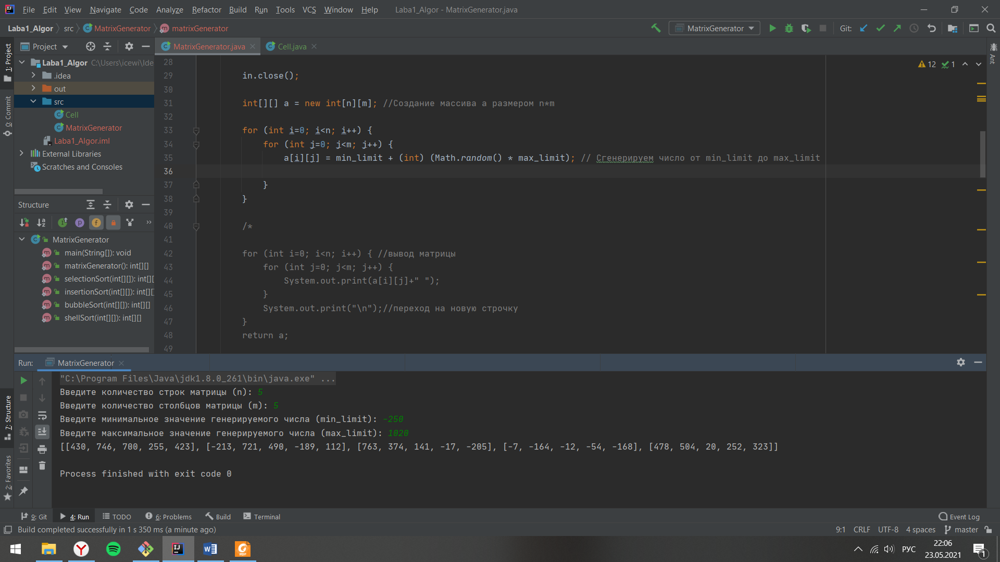 File Edit View Navigate Code Analyze Refactor Build Run Tools VCS Window Help Laba1_Algor - MatrixGenerator.java
Laba1_Algor src MatrixGenerator matrixGenerator MatrixGenerator Git:
Project
MatrixGenerator.java
Cell.java
1: Project
0: Commit
7: Structure
2: Favorites
Ant
Laba1_Algor C:\Users\icewi\Ide
.idea
out
src
Cell
MatrixGenerator
Laba1_Algor.iml
External Libraries
Scratches and Consoles
Structure
MatrixGenerator
main(String[]): void
matrixGenerator(): int[][]
selectionSort(int[][]): int[][
insertionSort(int[][]): int[][]
bubbleSort(int[][]): int[][]
shellSort(int[][]): int[][]
12 1
28
29 in.close();
30
31 int[][] a = new int[n][m]; //Создание массива а размером n*m
32
33 for (int i=0; i<n; i++) {
34 for (int j=0; j<m; j++) {
35 a[i][j] = min_limit + (int) (Math.random() * max_limit); // Сгенерируем число от min_limit до max_limit
36
37 }
38 }
39
40 /*
41
42 for (int i=0; i<n; i++) { //вывод матрицы
43 for (int j=0; j<m; j++) {
44 System.out.print(a[i][j]+" ");
45 }
46 System.out.print("\n");//переход на новую строчку
47 }
48 return a;
49
Run: MatrixGenerator
"C:\Program Files\Java\jdk1.8.0_261\bin\java.exe" ...
Введите количество строк матрицы (n): 5
Введите количество столбцов матрицы (m): 5
Введите минимальное значение генерируемого числа (min_limit): -250
Введите максимальное значение генерируемого числа (max_limit): 1020
[[430, 746, 700, 255, 423], [-213, 721, 490, -189, 112], [763, 374, 141, -17, -205], [-7, -164, -12, -54, -168], [478, 504, 20, 252, 323]]
Process finished with exit code 0
9: Git 4: Run TODO 6: Problems Build Terminal Event Log
Build completed successfully in 1 s 350 ms (a minute ago) 9:1 CRLF UTF-8 4 spaces master
РУС
22:06
23.05.2021
1